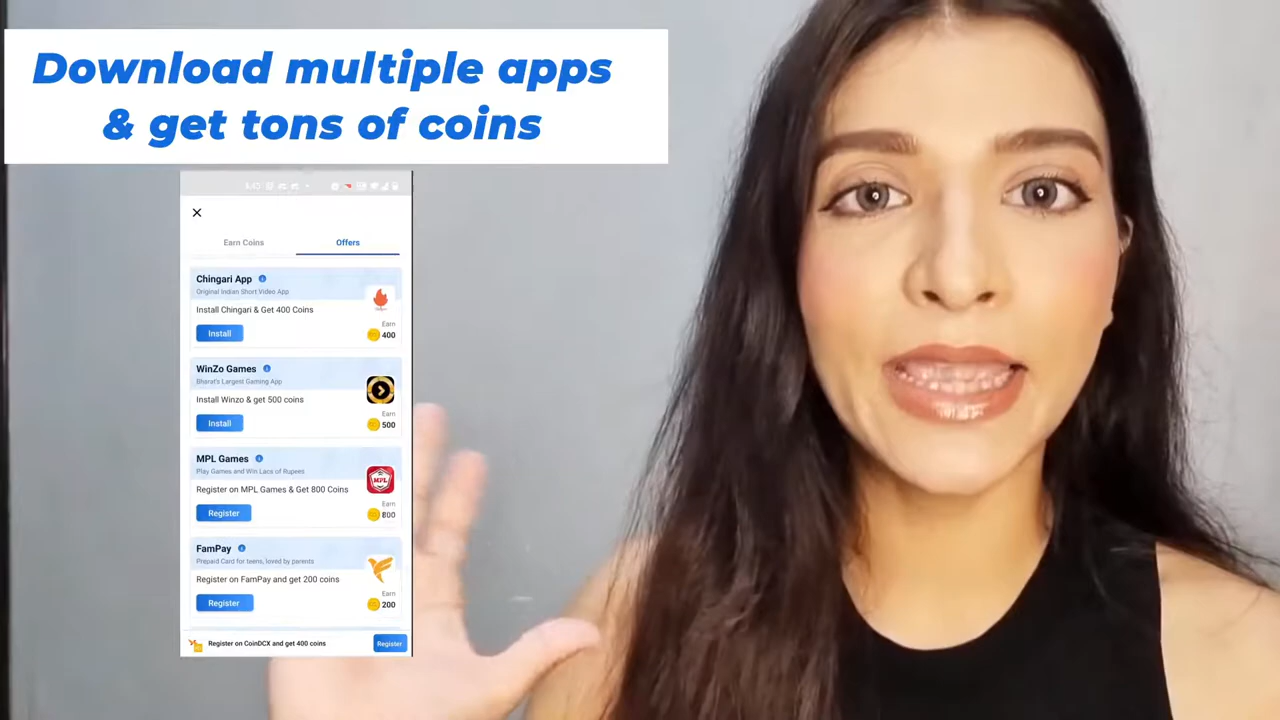 Download multiple apps
& get tons of coins
Earn Coins
Offers
Chingari App
Original Indian Short Video App
Install Chingari & Get 400 Coins
Install
Earn
400
WinZo Games
Bharat's Largest Gaming App
Install Winzo & get 500 coins
Install
Earn
500
MPL Games
Play Games and Win Lacs of Rupees
Register on MPL Games & Get 800 Coins
MPL
Register
Earn
800
FamPay
Prepaid Card for teens, loved by parents
Register on FamPay and get 200 coins
Register
Earn
200
Register on CoinDCX and get 400 coins
Register